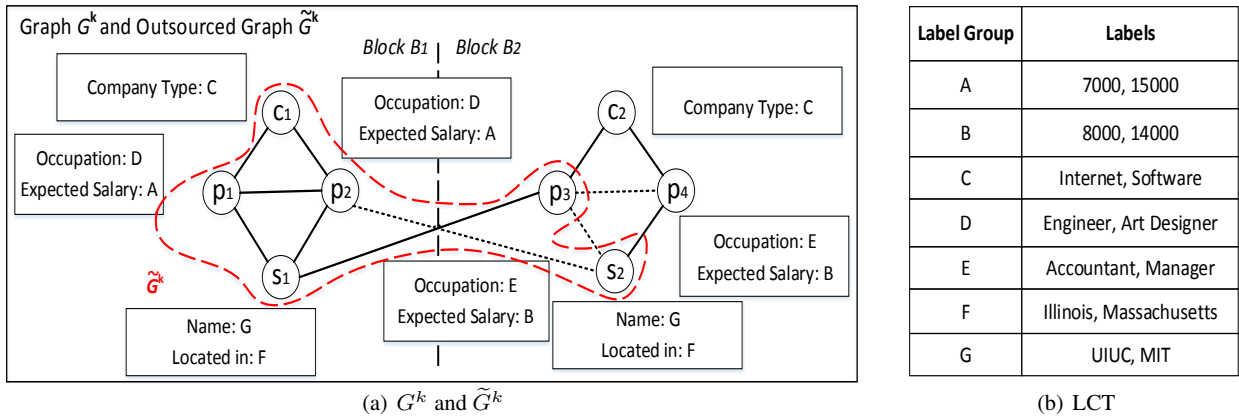 Graph G^k and Outsourced Graph G̃^k
Block B1
Block B2
Company Type: C
Occupation: D
Expected Salary: A
Company Type: C
Occupation: D
Expected Salary: A
c1
c2
p1
p2
p3
p4
s1
s2
G̃^k
Occupation: E
Expected Salary: B
Occupation: E
Expected Salary: B
Name: G
Located in: F
Name: G
Located in: F
(a) G^k and G̃^k
Label Group Labels
A 7000, 15000
B 8000, 14000
C Internet, Software
D Engineer, Art Designer
E Accountant, Manager
F Illinois, Massachusetts
G UIUC, MIT
(b) LCT